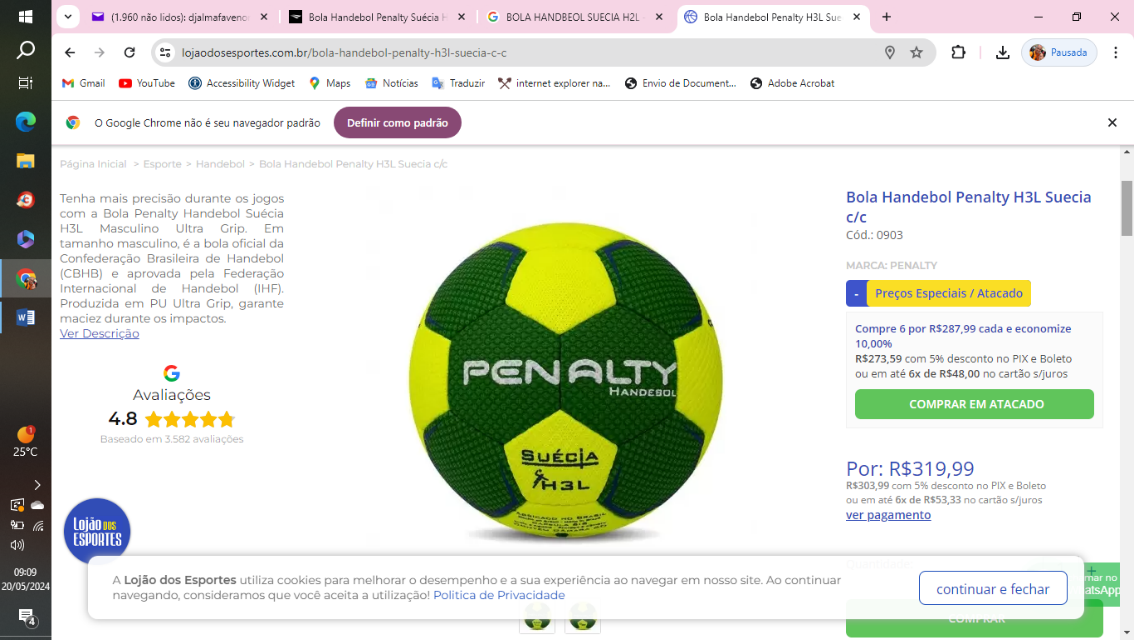 (1.960 não lidos): djalmafaveno
Bola Handebol Penalty Suécia H
BOLA HANDBEOL SUECIA H2L -
Bola Handebol Penalty H3L Sue
lojaodosesportes.com.br/bola-handebol-penalty-h3l-suecia-c-c
Pausada
Gmail
YouTube
Accessibility Widget
Maps
Notícias
Traduzir
internet explorer na...
Envio de Document...
Adobe Acrobat
O Google Chrome não é seu navegador padrão
Definir como padrão
Página Inicial > Esporte > Handebol > Bola Handebol Penalty H3L Suecia c/c
Tenha mais precisão durante os jogos
com a Bola Penalty Handebol Suécia
H3L Masculino Ultra Grip. Em
tamanho masculino, é a bola oficial da
Confederação Brasileira de Handebol
(CBHB) e aprovada pela Federação
Internacional de Handebol (IHF).
Produzida em PU Ultra Grip, garante
maciez durante os impactos.
Ver Descrição
Avaliações
4.8
Baseado em 3.582 avaliações
PENALTY
HANDEBOL
SUÉCIA
H3L
Bola Handebol Penalty H3L Suecia
c/c
Cód.: 0903
MARCA: PENALTY
- Preços Especiais / Atacado
Compre 6 por R$287,99 cada e economize
10,00%
R$273,59 com 5% desconto no PIX e Boleto
ou em até 6x de R$48,00 no cartão s/juros
COMPRAR EM ATACADO
Por: R$319,99
R$303,99 com 5% desconto no PIX e Boleto
ou em até 6x de R$53,33 no cartão s/juros
ver pagamento
LOJÃO DOS
ESPORTES
A Lojão dos Esportes utiliza cookies para melhorar o desempenho e a sua experiência ao navegar em nosso site. Ao continuar
navegando, consideramos que você aceita a utilização! Politica de Privacidade
continuar e fechar
COMPRAR
1
25°C
09:09
20/05/2024
4